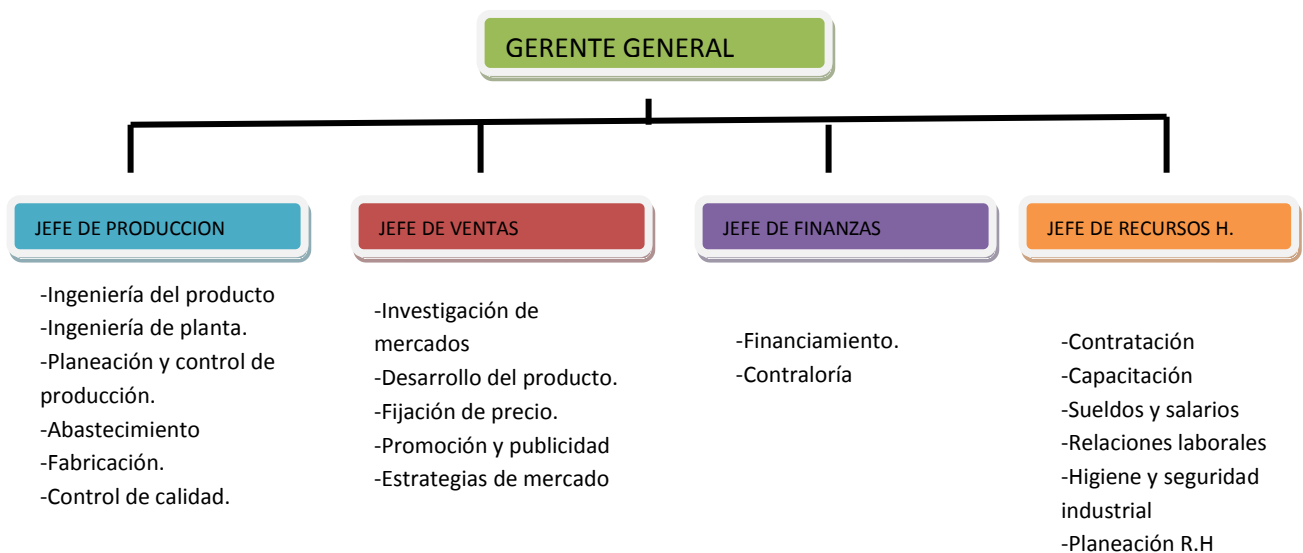 GERENTE GENERAL
JEFE DE PRODUCCION
-Ingeniería del producto
-Ingeniería de planta.
-Planeación y control de
producción.
-Abastecimiento
-Fabricación.
-Control de calidad.
JEFE DE VENTAS
-Investigación de
mercados
-Desarrollo del producto.
-Fijación de precio.
-Promoción y publicidad
-Estrategias de mercado
JEFE DE FINANZAS
-Financiamiento.
-Contraloría
JEFE DE RECURSOS H.
-Contratación
-Capacitación
-Sueldos y salarios
-Relaciones laborales
-Higiene y seguridad
industrial
-Planeación R.H